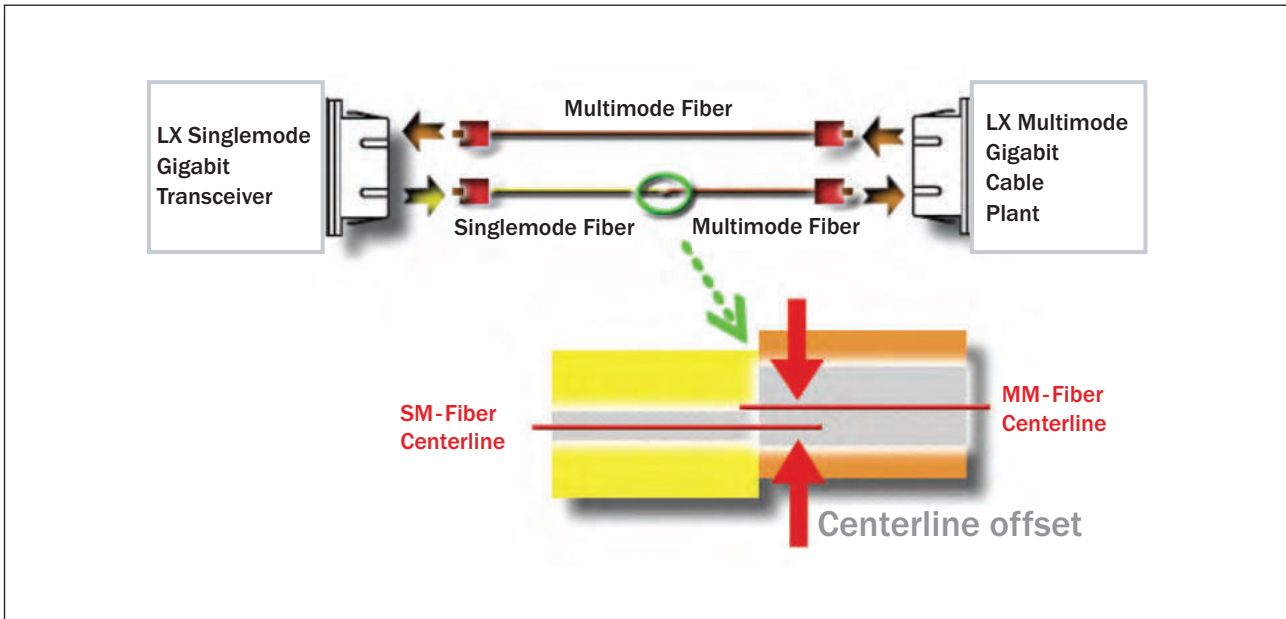 Multimode Fiber
LX Singlemode
Gigabit
Transceiver
LX Multimode
Gigabit
Cable
Plant
Singlemode Fiber
Multimode Fiber
SM-Fiber
Centerline
MM-Fiber
Centerline
Centerline offset